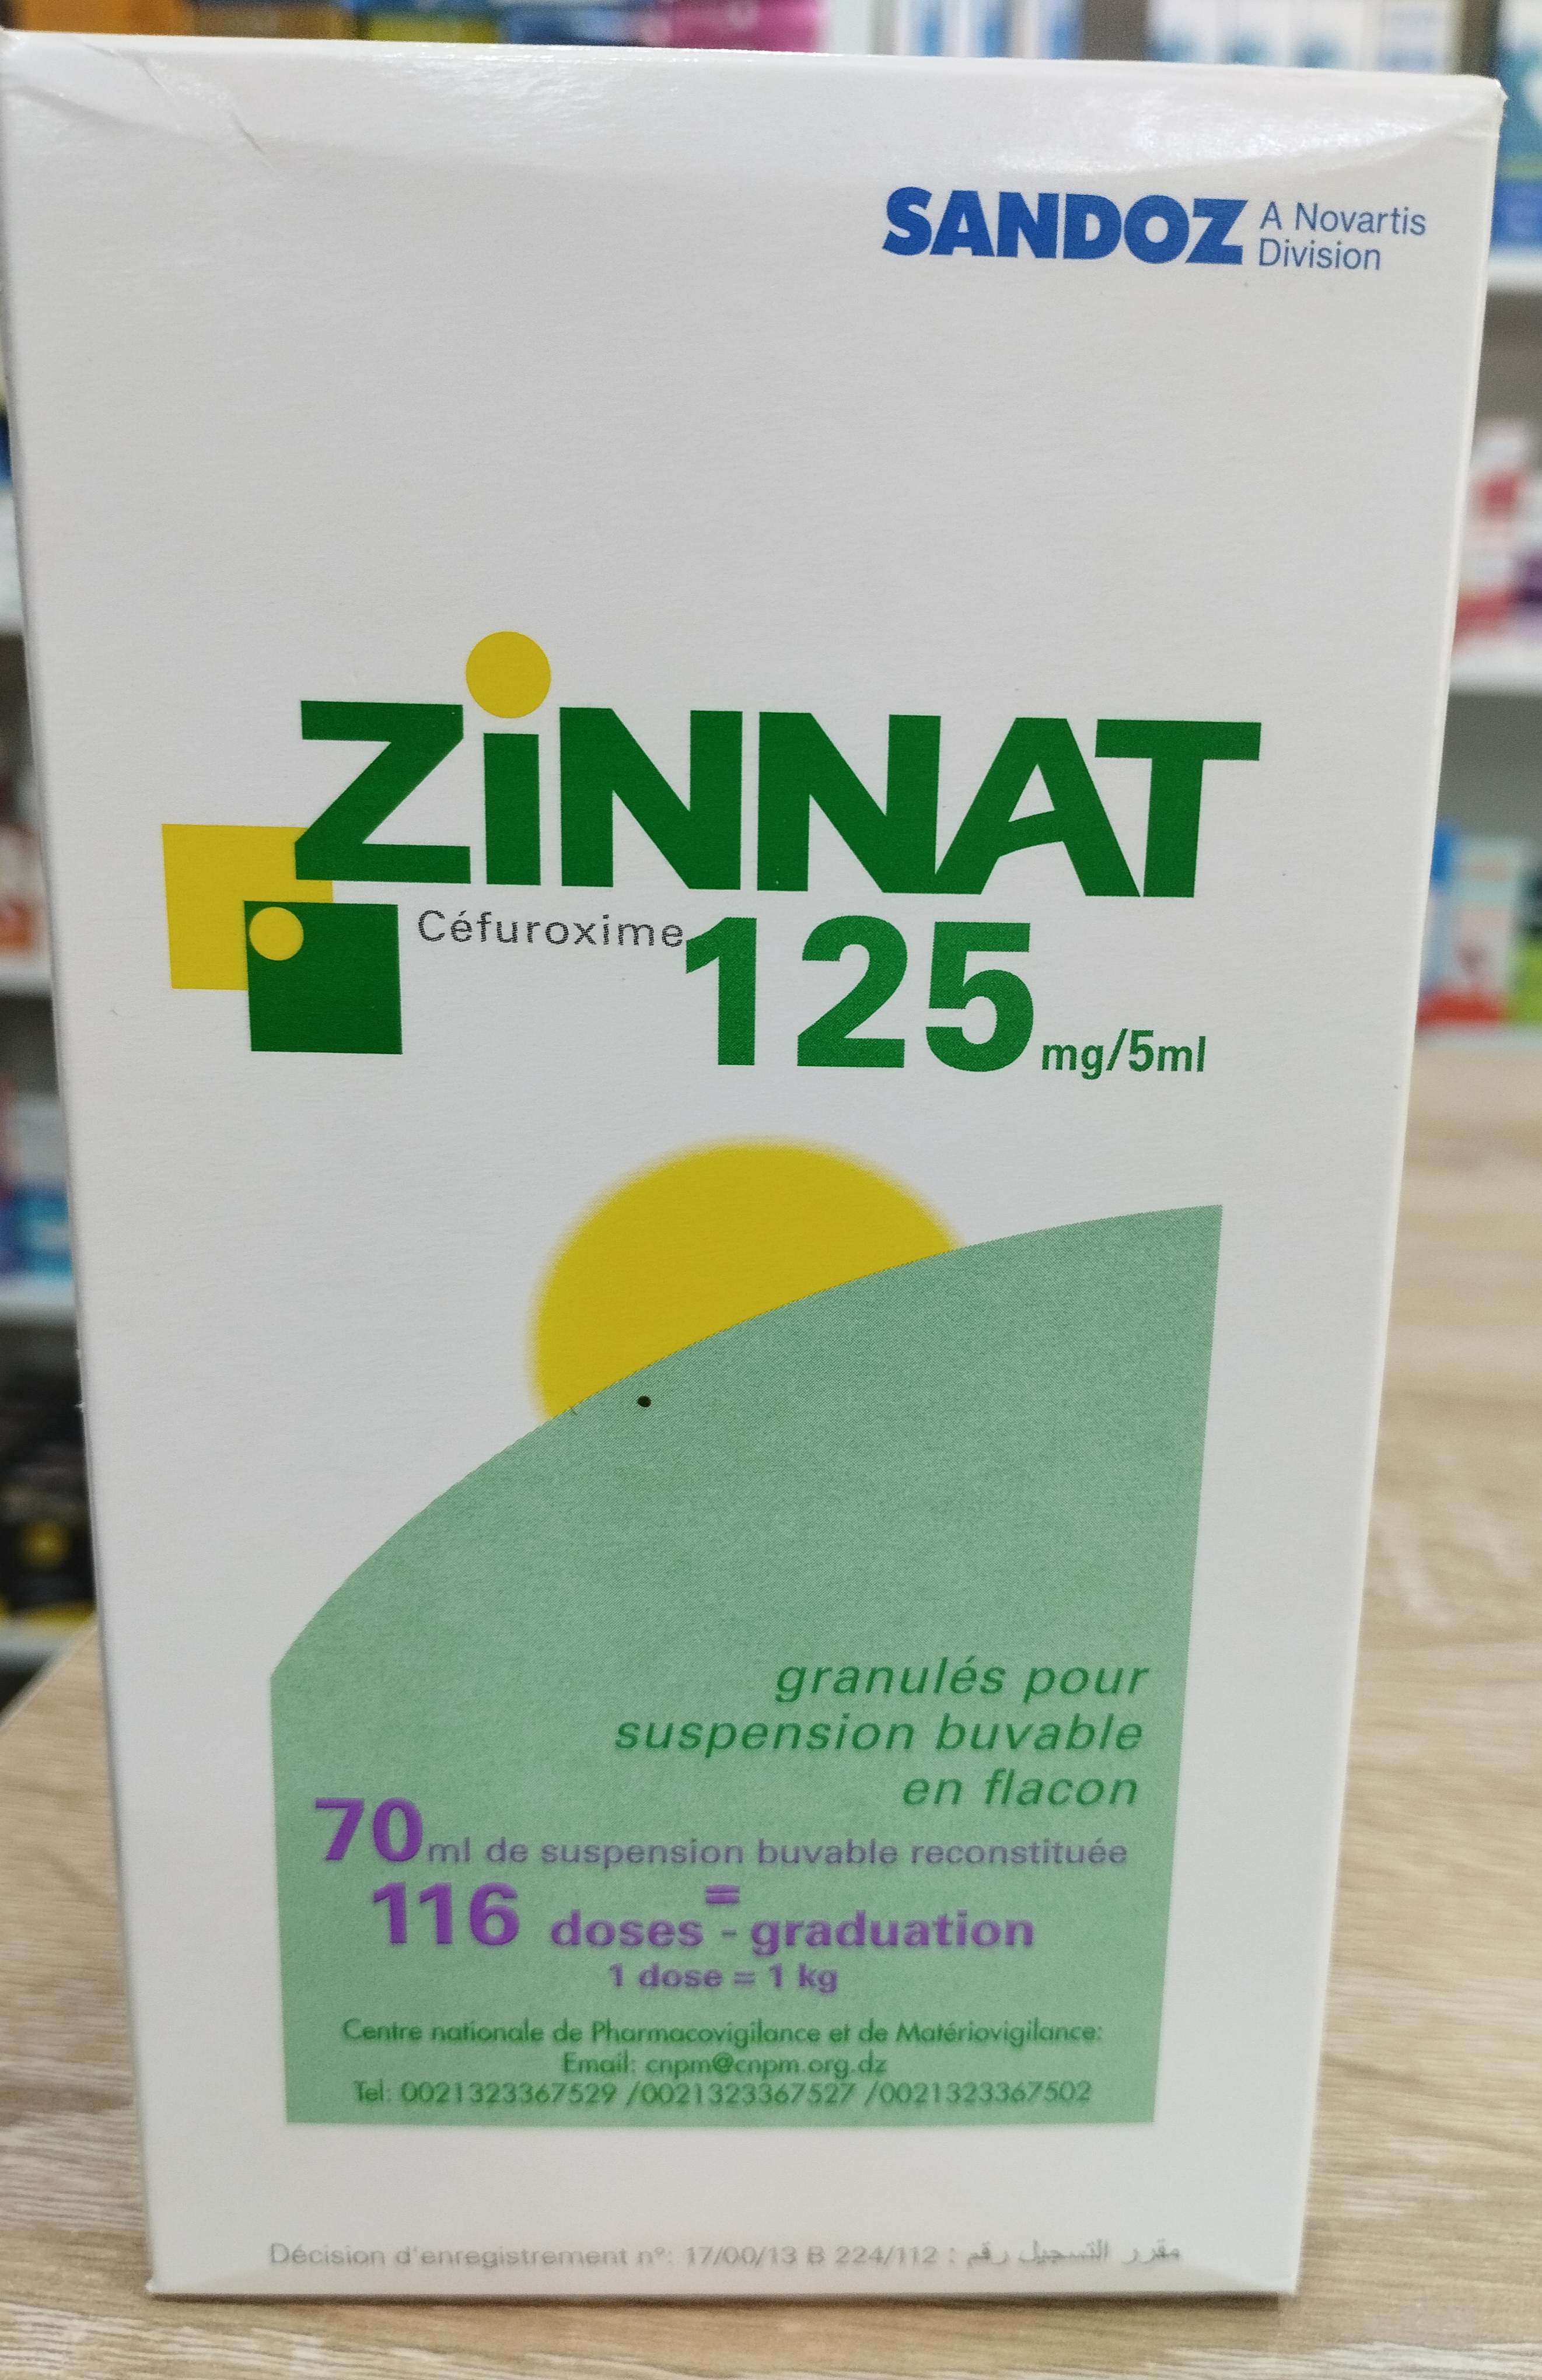 SANDOZ A Novartis
Division
ZiNNAT
Céfuroxime 125 mg/5ml
granulés pour
suspension buvable
en flacon
70 ml de suspension buvable reconstituée
=
116 doses - graduation
1 dose = 1 kg
Centre nationale de Pharmacovigilance et de Matériovigilance:
Email: cnpm@cnpm.org.dz
Tel: 0021323367529 /0021323367527 /0021323367502
Décision d'enregistrement n°: 17/00/13 B 224/112 : مقرر التسجيل رقم